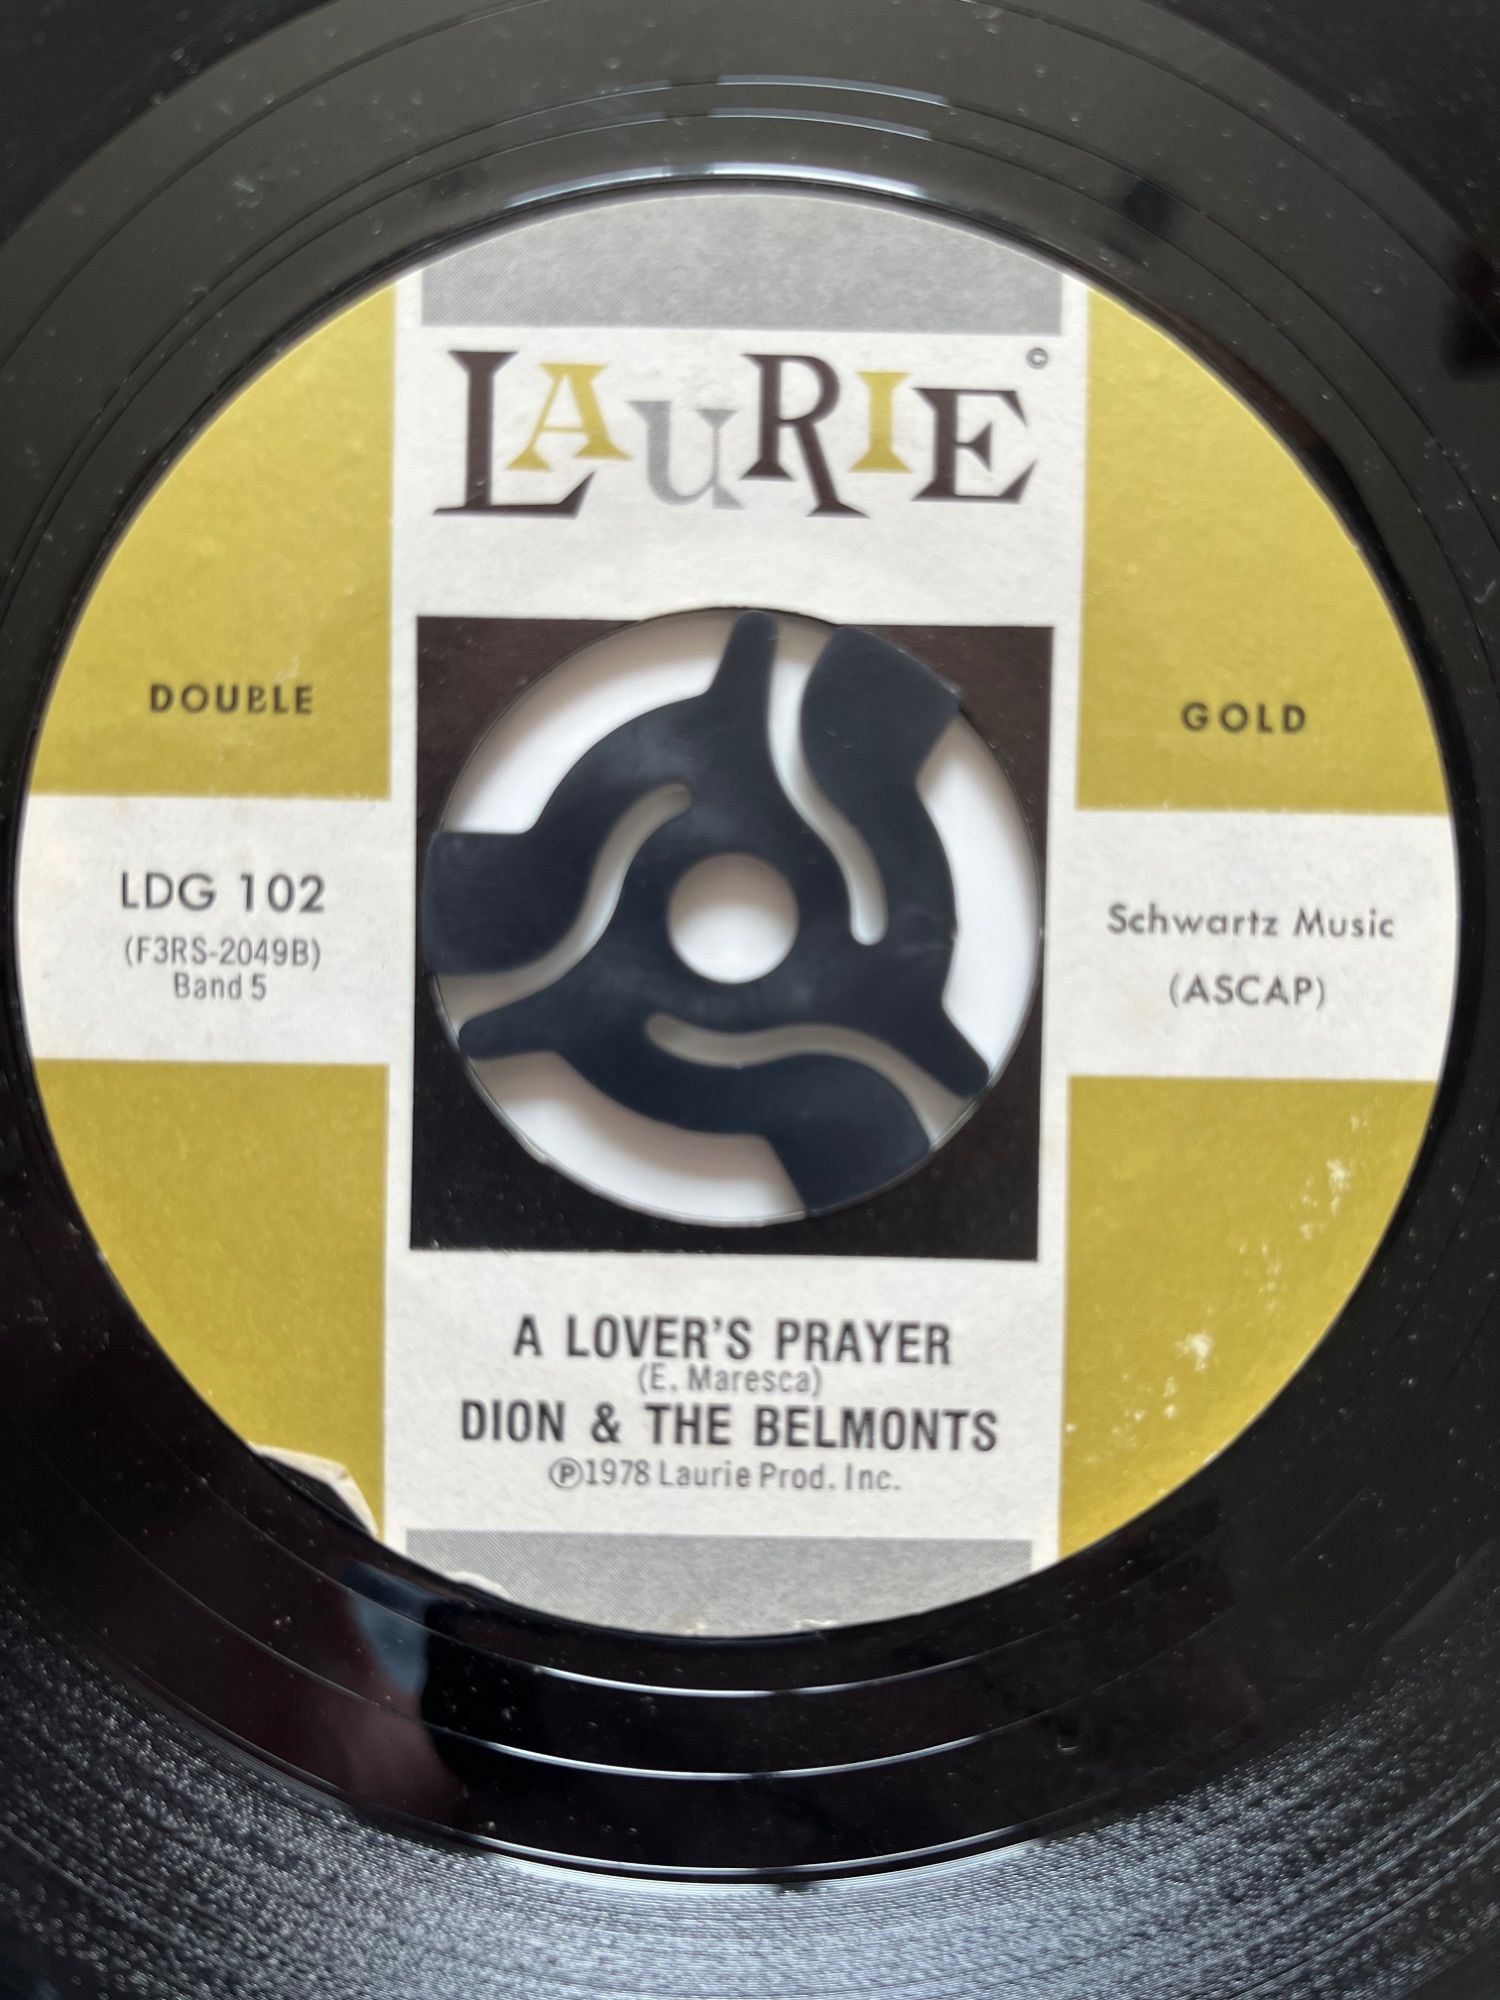 LAURIE ©
DOUBLE
GOLD
LDG 102
(F3RS-2049B)
Band 5
Schwartz Music
(ASCAP)
A LOVER'S PRAYER
(E. Maresca)
DION & THE BELMONTS
℗1978 Laurie Prod. Inc.